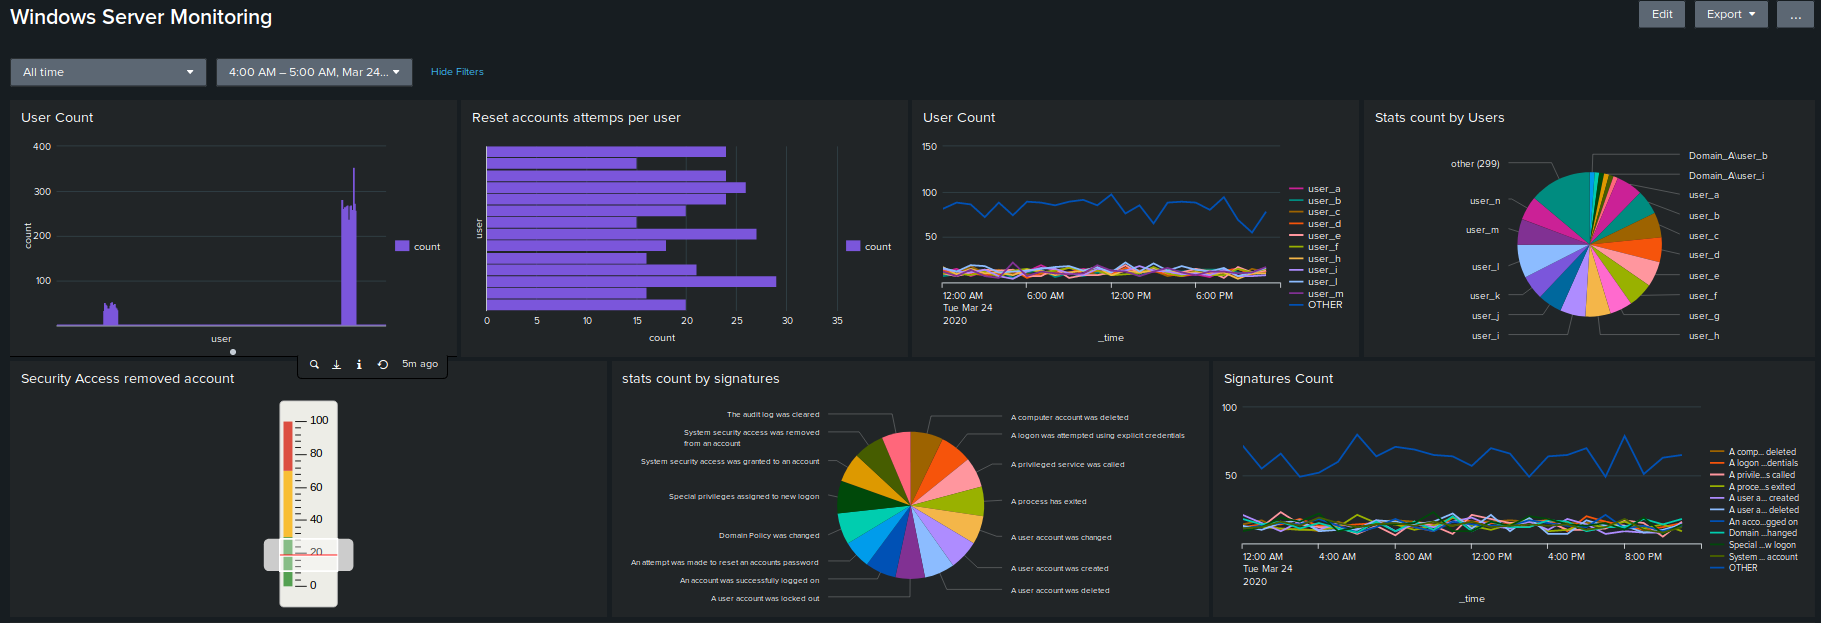 Windows Server Monitoring
Edit
Export
...
All time
4:00 AM – 5:00 AM, Mar 24...
Hide Filters
User Count
400
300
200
100
count
user
count
Reset accounts attemps per user
user
0
5
10
15
20
25
30
35
count
count
User Count
150
100
50
12:00 AM
Tue Mar 24
2020
6:00 AM
12:00 PM
6:00 PM
_time
user_a
user_b
user_c
user_d
user_e
user_f
user_h
user_i
user_l
user_m
OTHER
Stats count by Users
other (299)
user_n
user_m
user_l
user_k
user_j
user_i
Domain_A\user_b
Domain_A\user_i
user_a
user_b
user_c
user_d
user_e
user_f
user_g
user_h
5m ago
Security Access removed account
100
80
60
40
20
0
stats count by signatures
The audit log was cleared
System security access was removed
from an account
System security access was granted to an account
Special privileges assigned to new logon
Domain Policy was changed
An attempt was made to reset an accounts password
An account was successfully logged on
A user account was locked out
A computer account was deleted
A logon was attempted using explicit credentials
A privileged service was called
A process has exited
A user account was changed
A user account was created
A user account was deleted
Signatures Count
100
50
12:00 AM
Tue Mar 24
2020
4:00 AM
8:00 AM
12:00 PM
4:00 PM
8:00 PM
_time
A comp... deleted
A logon ...dentials
A privile...s called
A proce...s exited
A user a... created
A user a... deleted
An acco...gged on
Domain ...hanged
Special ...w logon
System ... account
OTHER